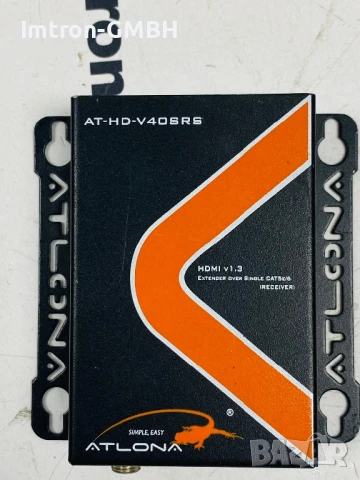 Imtron-GMBH
AT-HD-V40SRS
HDMI v1.3
EXTENDER OVER SINGLE CAT5e/6
(RECEIVER)
SIMPLE, EASY
®
ATLONA
ATLONA
ATLONA
bazar